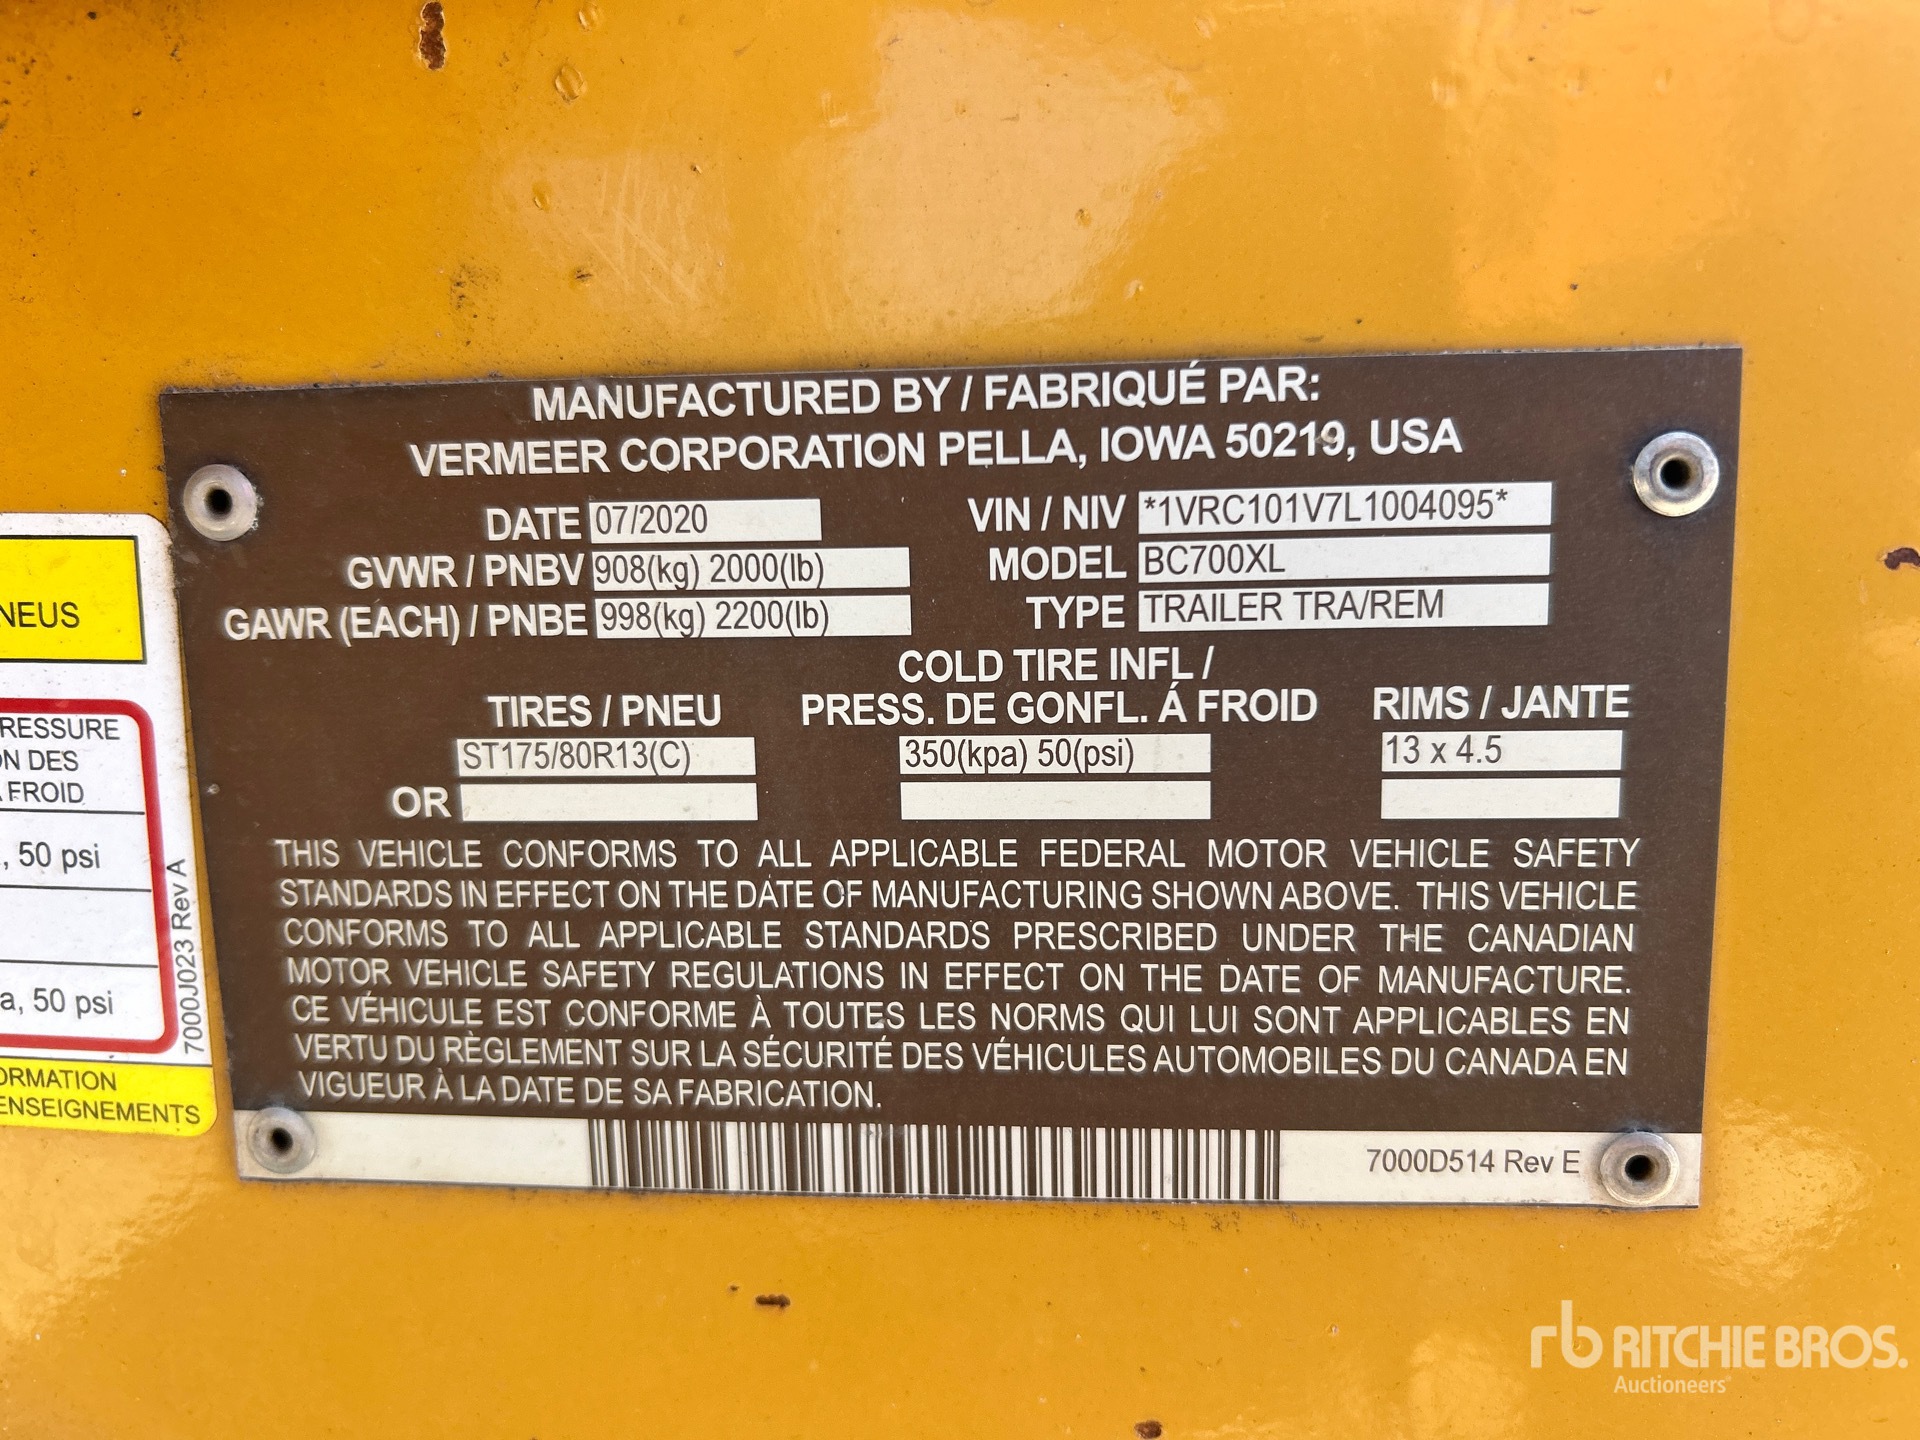 MANUFACTURED BY / FABRIQUÉ PAR:
VERMEER CORPORATION PELLA, IOWA 50219, USA
DATE 07/2020
VIN / NIV *1VRC101V7L1004095*
GVWR / PNBV 908(kg) 2000(lb)
MODEL BC700XL
GAWR (EACH) / PNBE 998(kg) 2200(lb)
TYPE TRAILER TRA/REM
TIRES / PNEU
COLD TIRE INFL /
PRESS. DE GONFL. Á FROID
RIMS / JANTE
ST175/80R13(C)
350(kpa) 50(psi)
13 x 4.5
OR
THIS VEHICLE CONFORMS TO ALL APPLICABLE FEDERAL MOTOR VEHICLE SAFETY
STANDARDS IN EFFECT ON THE DATE OF MANUFACTURING SHOWN ABOVE. THIS VEHICLE
CONFORMS TO ALL APPLICABLE STANDARDS PRESCRIBED UNDER THE CANADIAN
MOTOR VEHICLE SAFETY REGULATIONS IN EFFECT ON THE DATE OF MANUFACTURE.
CE VÉHICULE EST CONFORME À TOUTES LES NORMS QUI LUI SONT APPLICABLES EN
VERTU DU RÈGLEMENT SUR LA SÉCURITÉ DES VÉHICULES AUTOMOBILES DU CANADA EN
VIGUEUR À LA DATE DE SA FABRICATION.
7000D514 Rev E
NEUS
RESSURE
ON DES
FROID
, 50 psi
a, 50 psi
7000J023 Rev A
ORMATION
ENSEIGNEMENTS
rb RITCHIE BROS.
Auctioneers